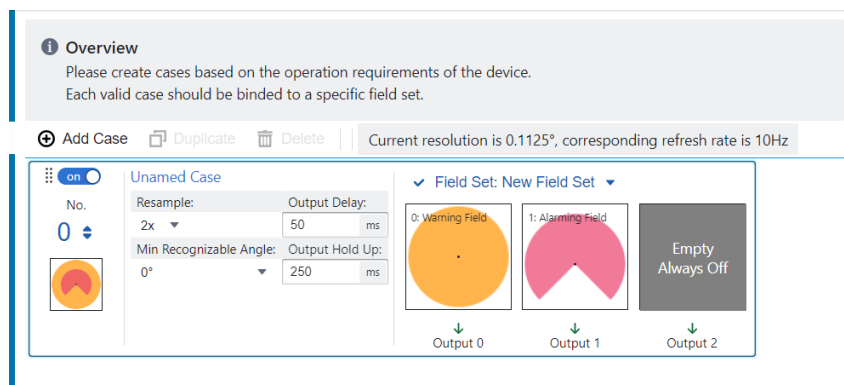 Overview
Please create cases based on the operation requirements of the device.
Each valid case should be binded to a specific field set.
Add Case Duplicate Delete Current resolution is 0.1125°, corresponding refresh rate is 10Hz
on
No.
0
Unamed Case
Resample: Output Delay:
2x 50 ms
Min Recognizable Angle: Output Hold Up:
0° 250 ms
Field Set: New Field Set
0: Warning Field 1: Alarming Field
Empty
Always Off
Output 0 Output 1 Output 2